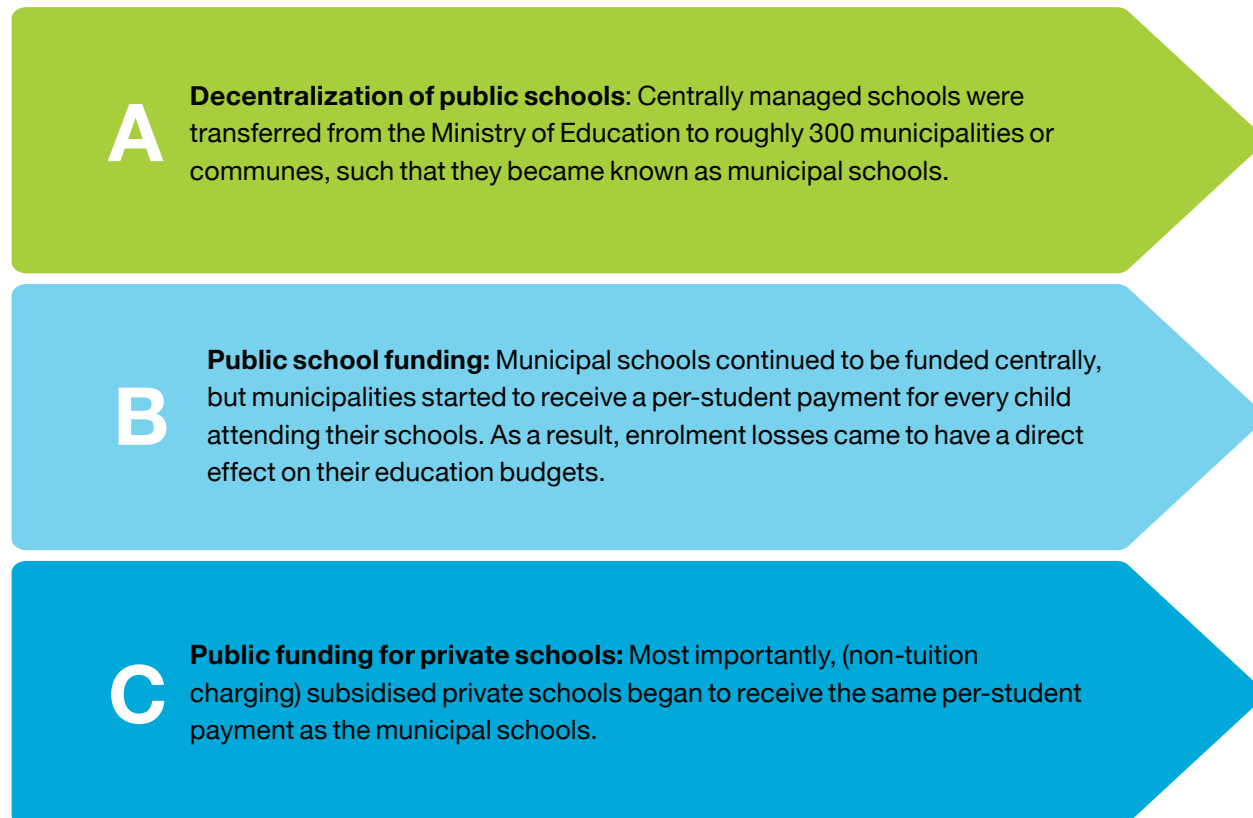 A
Decentralization of public schools: Centrally managed schools were
transferred from the Ministry of Education to roughly 300 municipalities or
communes, such that they became known as municipal schools.
B
Public school funding: Municipal schools continued to be funded centrally,
but municipalities started to receive a per-student payment for every child
attending their schools. As a result, enrolment losses came to have a direct
effect on their education budgets.
C
Public funding for private schools: Most importantly, (non-tuition
charging) subsidised private schools began to receive the same per-student
payment as the municipal schools.